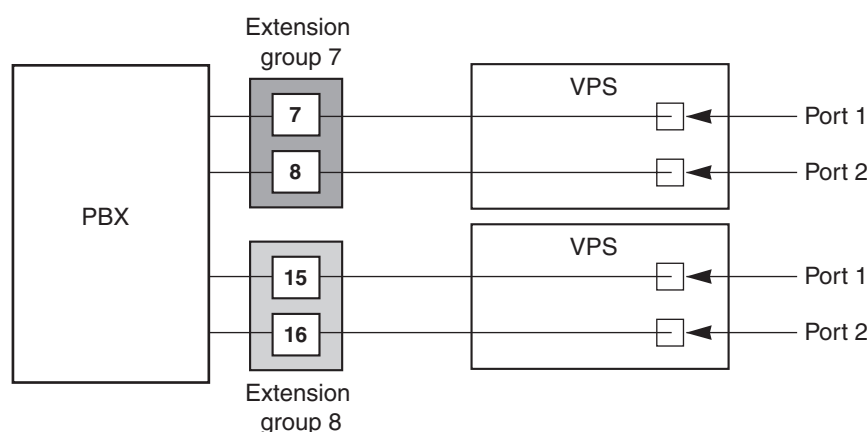 Extension
group 7
VPS
7
Port 1
8
Port 2
PBX
VPS
15
Port 1
16
Port 2
Extension
group 8